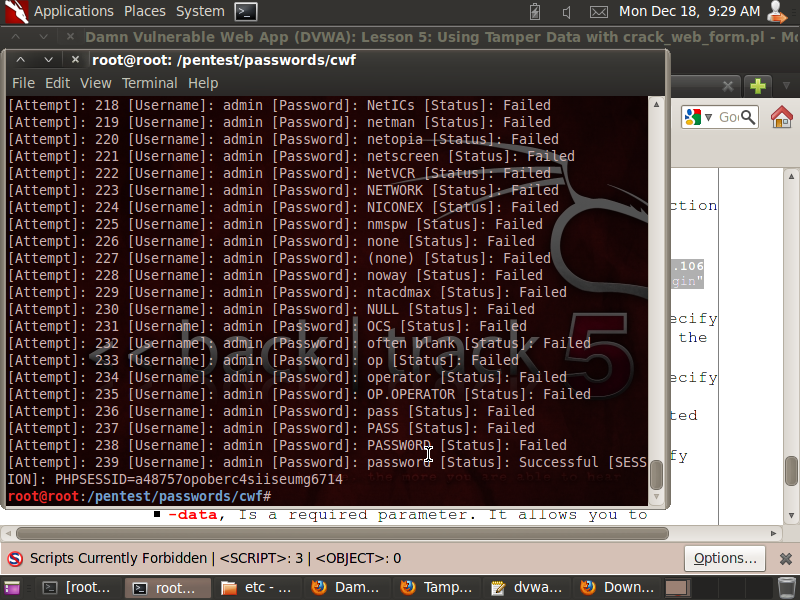 Applications Places System Mon Dec 18, 9:29 AM
Damn Vulnerable Web App (DVWA): Lesson 5: Using Tamper Data with crack_web_form.pl - Mo
root@root: /pentest/passwords/cwf
File Edit View Terminal Help
[Attempt]: 218 [Username]: admin [Password]: NetICs [Status]: Failed
[Attempt]: 219 [Username]: admin [Password]: netman [Status]: Failed
[Attempt]: 220 [Username]: admin [Password]: netopia [Status]: Failed
[Attempt]: 221 [Username]: admin [Password]: netscreen [Status]: Failed
[Attempt]: 222 [Username]: admin [Password]: NetVCR [Status]: Failed
[Attempt]: 223 [Username]: admin [Password]: NETWORK [Status]: Failed
[Attempt]: 224 [Username]: admin [Password]: NICONEX [Status]: Failed
[Attempt]: 225 [Username]: admin [Password]: nmspw [Status]: Failed
[Attempt]: 226 [Username]: admin [Password]: none [Status]: Failed
[Attempt]: 227 [Username]: admin [Password]: (none) [Status]: Failed
[Attempt]: 228 [Username]: admin [Password]: noway [Status]: Failed
[Attempt]: 229 [Username]: admin [Password]: ntacdmax [Status]: Failed
[Attempt]: 230 [Username]: admin [Password]: NULL [Status]: Failed
[Attempt]: 231 [Username]: admin [Password]: OCS [Status]: Failed
[Attempt]: 232 [Username]: admin [Password]: often blank [Status]: Failed
[Attempt]: 233 [Username]: admin [Password]: op [Status]: Failed
[Attempt]: 234 [Username]: admin [Password]: operator [Status]: Failed
[Attempt]: 235 [Username]: admin [Password]: OP.OPERATOR [Status]: Failed
[Attempt]: 236 [Username]: admin [Password]: pass [Status]: Failed
[Attempt]: 237 [Username]: admin [Password]: PASS [Status]: Failed
[Attempt]: 238 [Username]: admin [Password]: PASSW0RD [Status]: Failed
[Attempt]: 239 [Username]: admin [Password]: password [Status]: Successful [SESS
ION]: PHPSESSID=a48757opoberc4siiseumg6714
root@root:/pentest/passwords/cwf#
<< back | track 5
Go
ction
.106
gin"
ecify
the
ecify
ted
fy
-data, Is a required parameter. It allows you to
Scripts Currently Forbidden | <SCRIPT>: 3 | <OBJECT>: 0 Options...
[root... root... etc - ... Dam... Tamp... dvwa... Down...